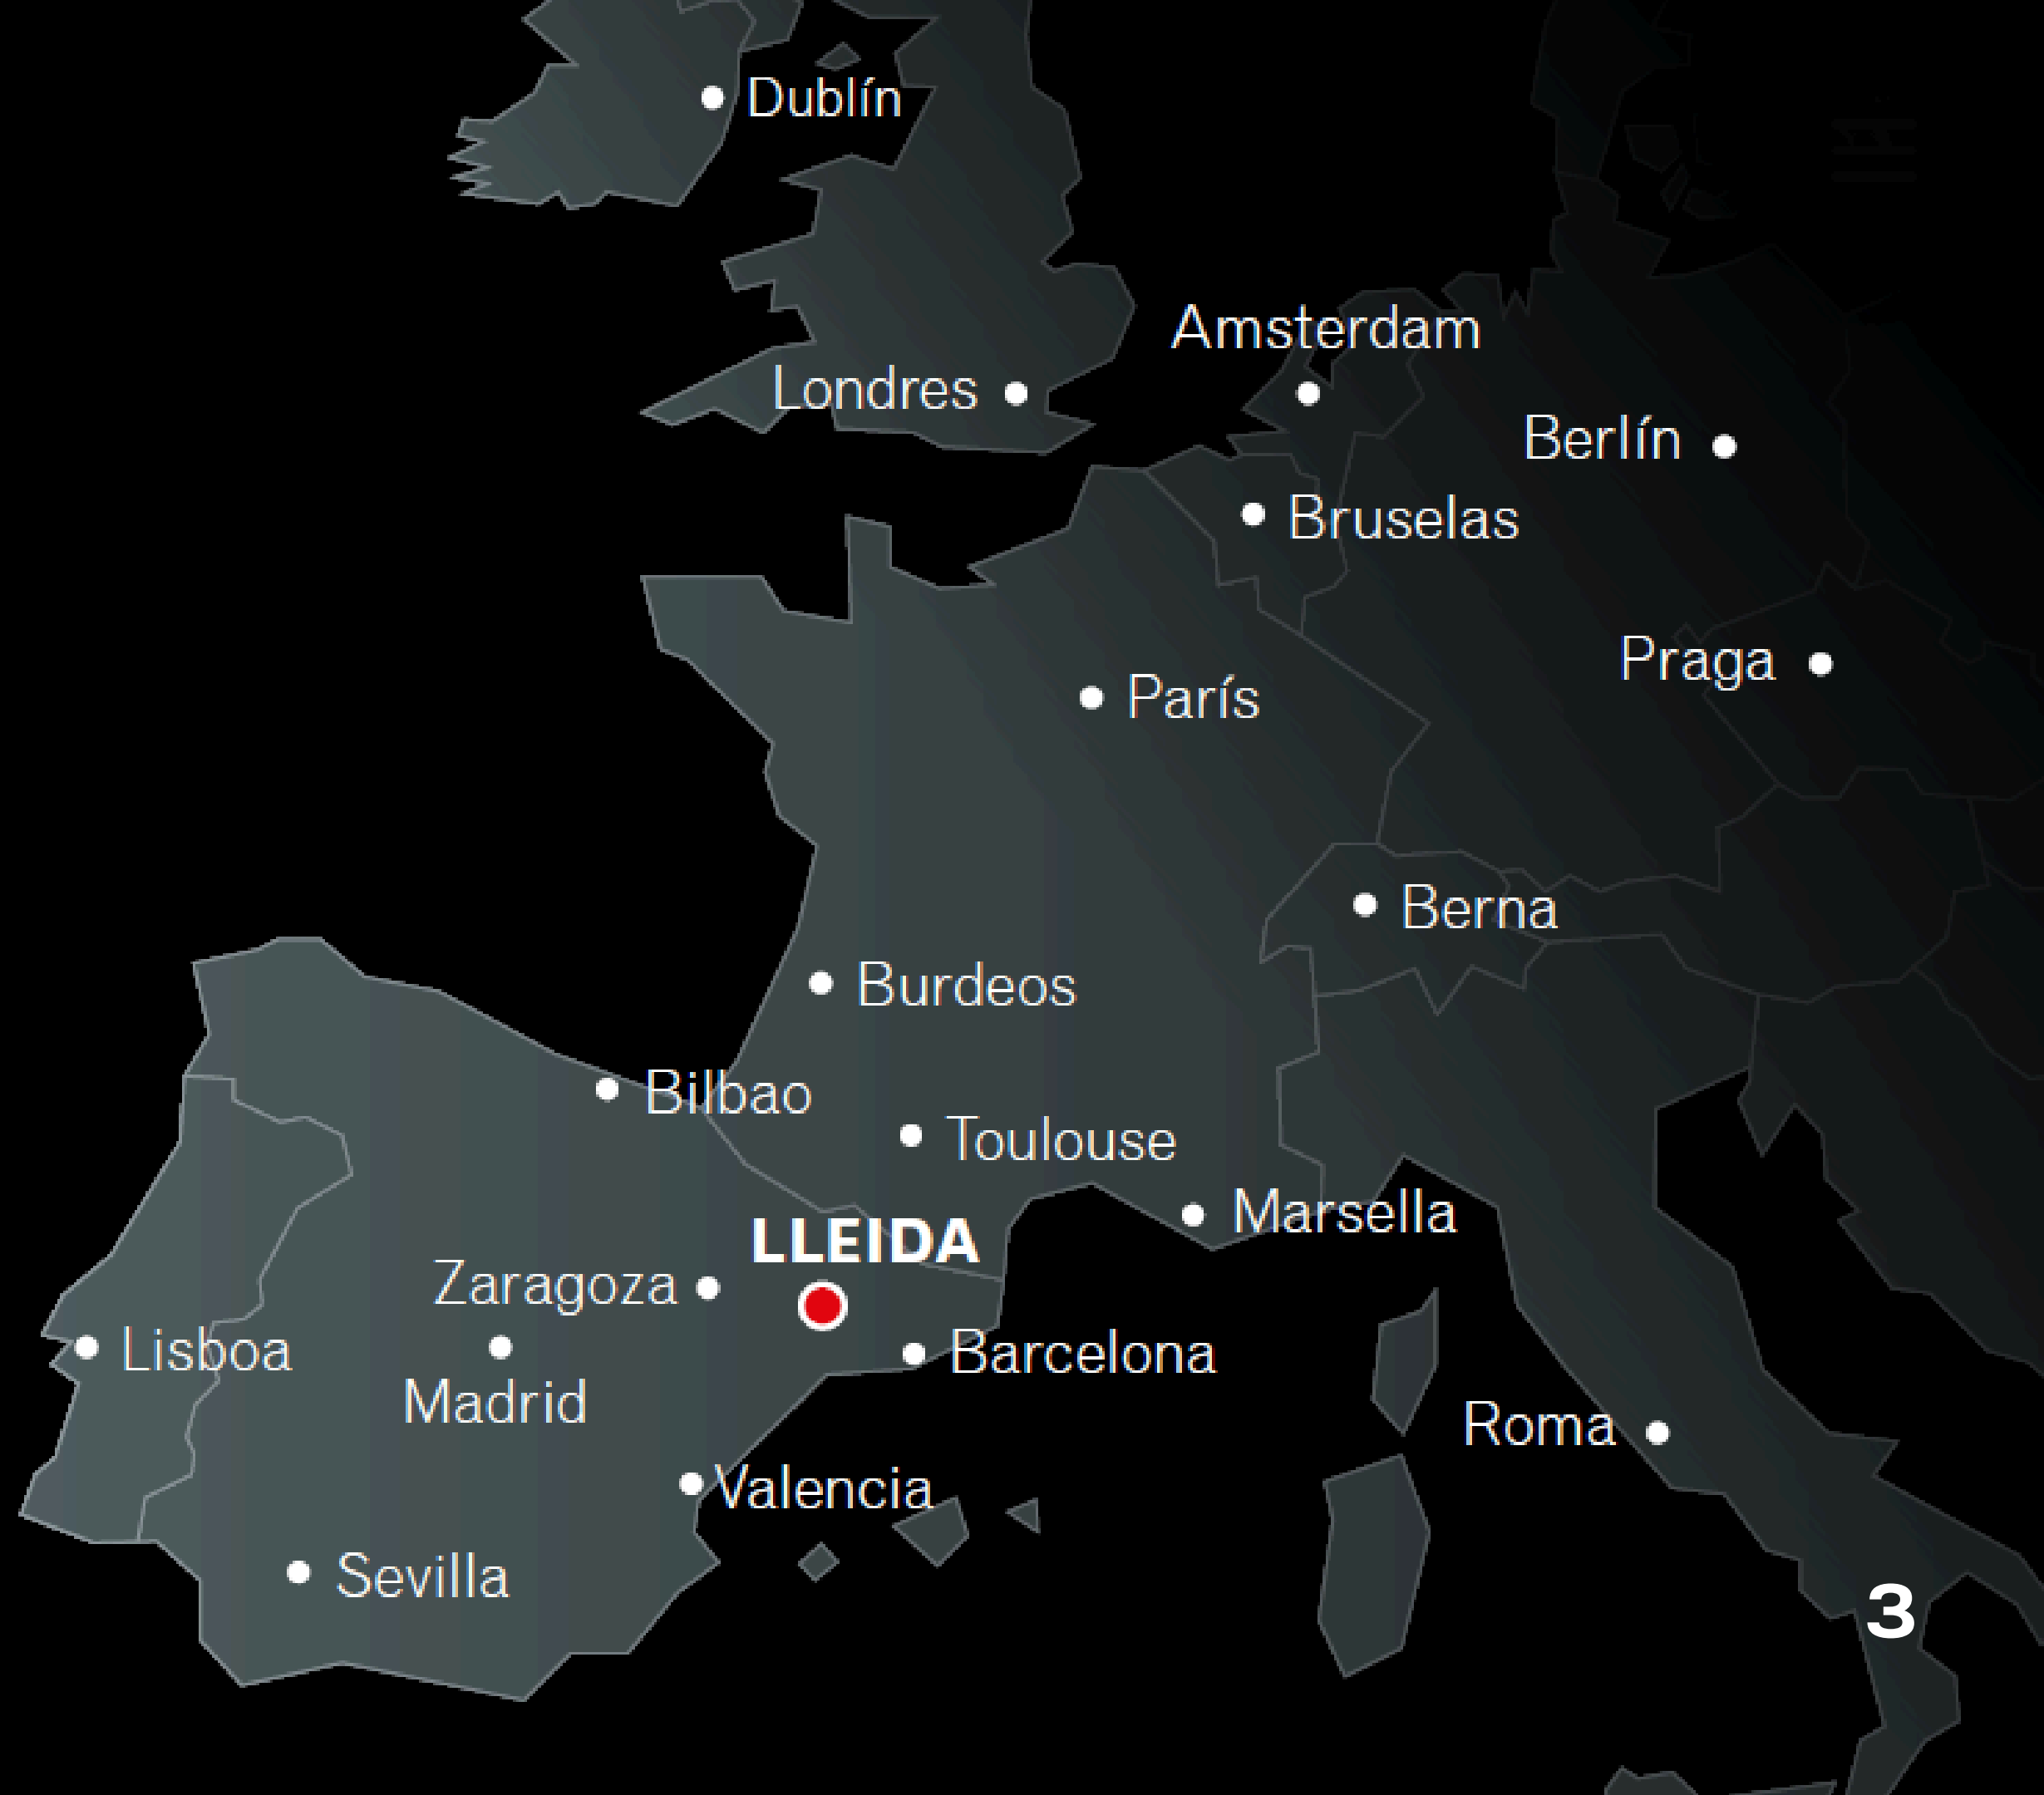 Dublín
Amsterdam
Londres
Berlín
Bruselas
Praga
París
Berna
Burdeos
Bilbao
Toulouse
Marsella
LLEIDA
Zaragoza
Lisboa
Barcelona
Madrid
Roma
Valencia
Sevilla
3